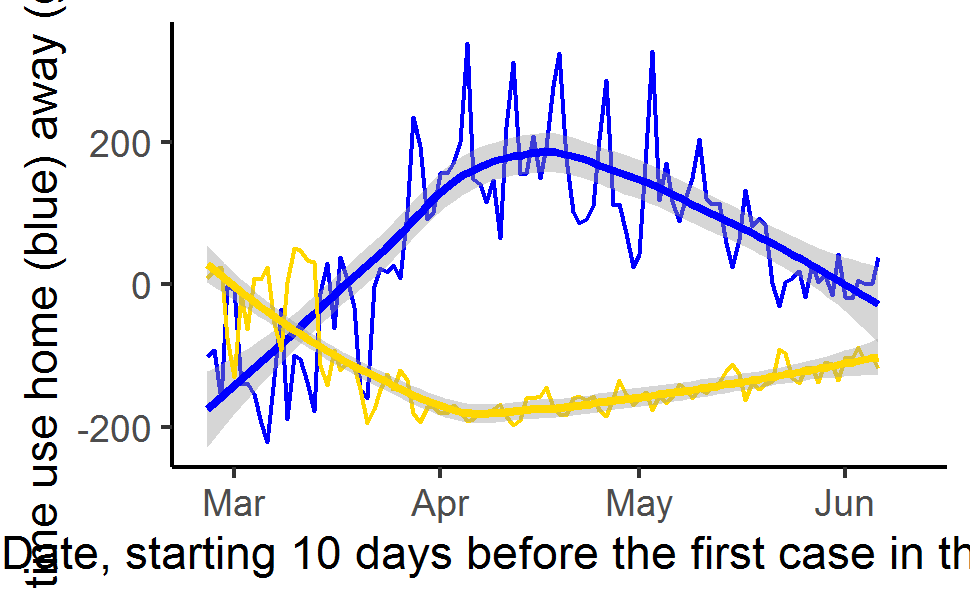 time use home (blue) away (
200
0
-200
Mar Apr May Jun
Date, starting 10 days before the first case in th